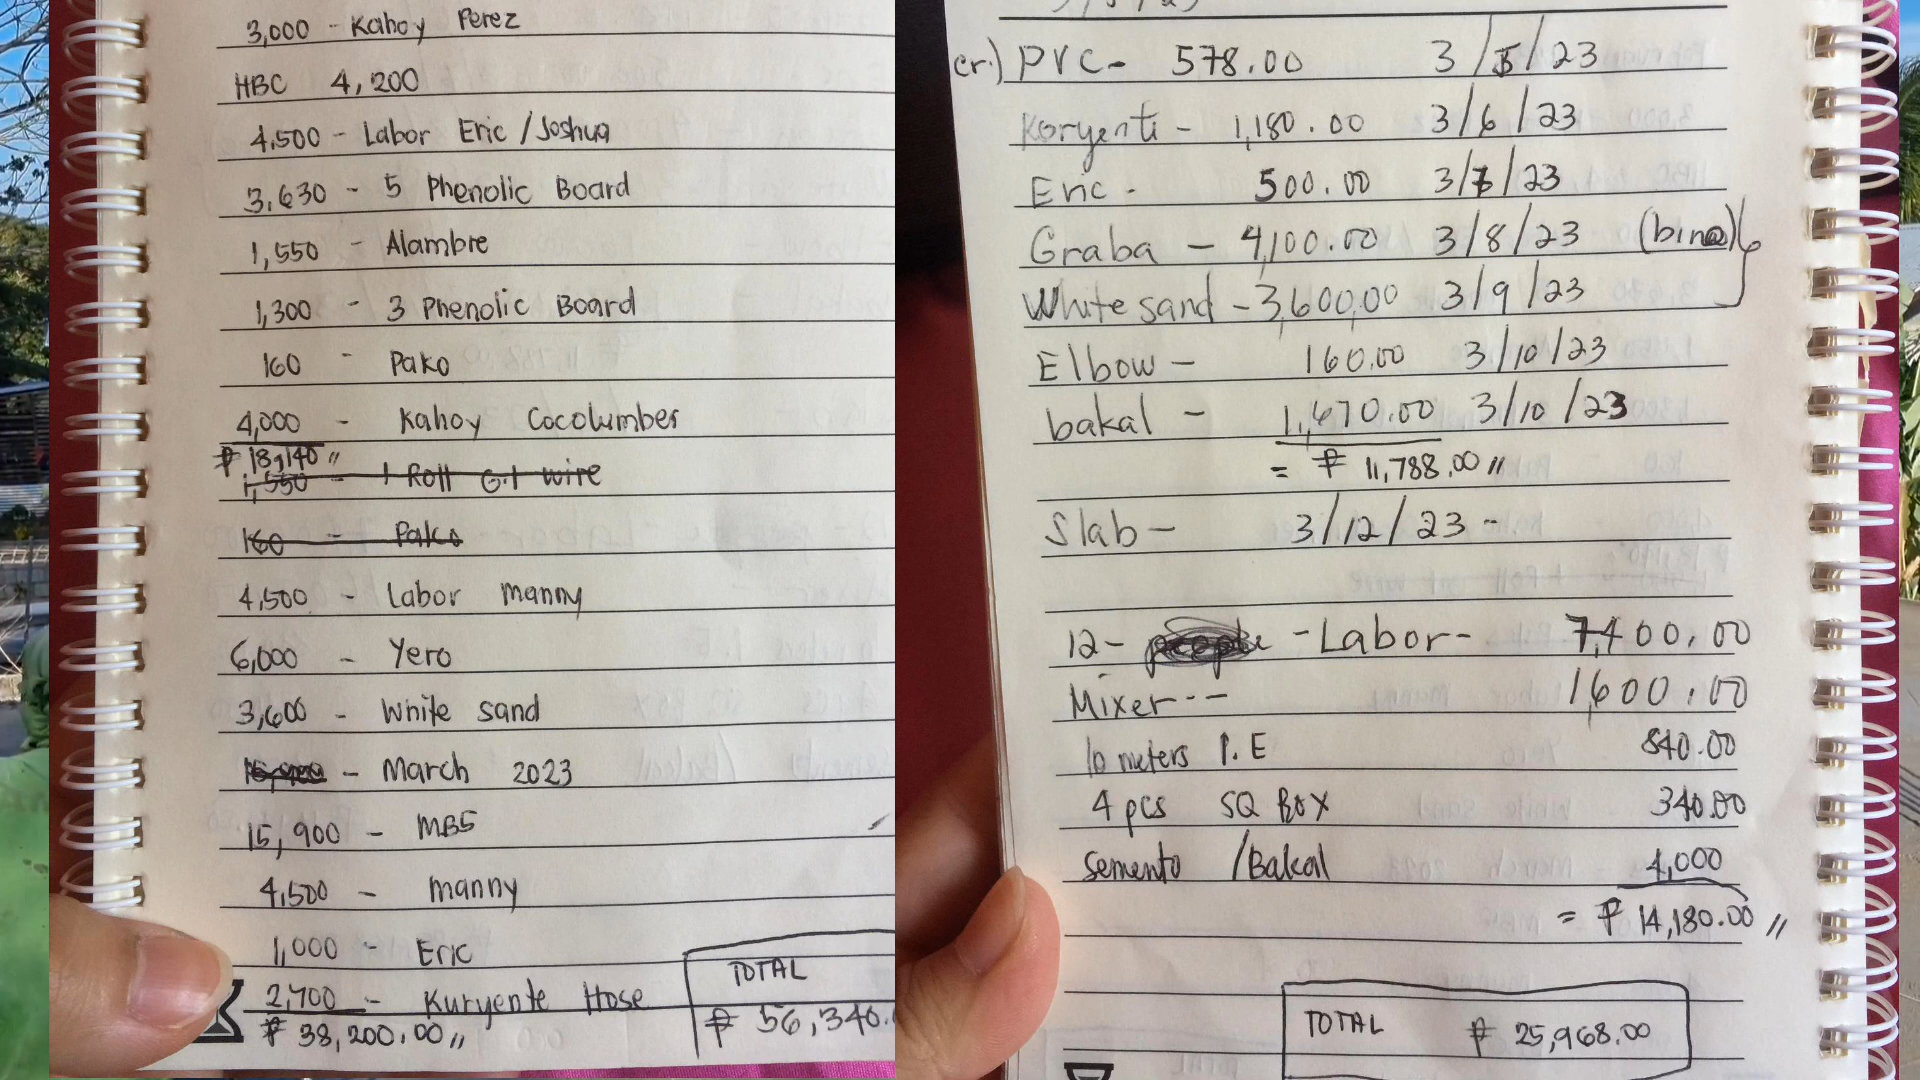 3,000 - Kahoy Perez
HBC 4,200
4,500 - Labor Eric / Joshua
3,630 - 5 Phenolic Board
1,550 - Alambre
1,300 - 3 Phenolic Board
160 - Pako
4,000 - Kahoy Cocolumber
₱ 18,140 //
1,550 - 1 Roll G.I wire
160 - Pako
4,500 - Labor Manny
6,000 - Yero
3,600 - White sand
- March 2023
15,900 - MBS
4,500 - Manny
1,000 - Eric
2,700 - Kuryente Hose
₱ 38,200.00 //
TOTAL
₱ 56,340.
cr.) PVC - 578.00 3/5/23
Koryenti - 1,180.00 3/6/23
Eric - 500.00 3/7/23
Graba - 4,100.00 3/8/23 (bina)
White sand - 3,600.00 3/9/23
Elbow - 160.00 3/10/23
bakal - 1,670.00 3/10/23
= ₱ 11,788.00 //
Slab - 3/12/23 -
12 - people - Labor - 7,400.00
Mixer -- 1,600.00
10 meters P.E 840.00
4 pcs SQ BOX 340.00
Semento / Bakal 4,000
= ₱ 14,180.00 //
TOTAL ₱ 25,968.00